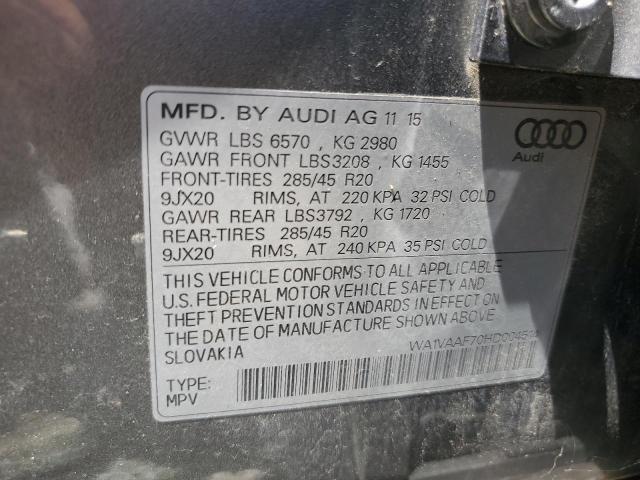 MFD. BY AUDI AG 11 15
GVWR LBS 6570 , KG 2980
GAWR FRONT LBS3208 , KG 1455
FRONT-TIRES 285/45 R20
9JX20 RIMS, AT 220 KPA 32 PSI COLD
GAWR REAR LBS3792 , KG 1720
REAR-TIRES 285/45 R20
9JX20 RIMS, AT 240 KPA 35 PSI COLD
Audi
THIS VEHICLE CONFORMS TO ALL APPLICABLE
U.S. FEDERAL MOTOR VEHICLE SAFETY AND
THEFT PREVENTION STANDARDS IN EFFECT ON
THE DATE OF MANUFACTURE SHOWN ABOVE.
SLOVAKIA
TYPE:
MPV